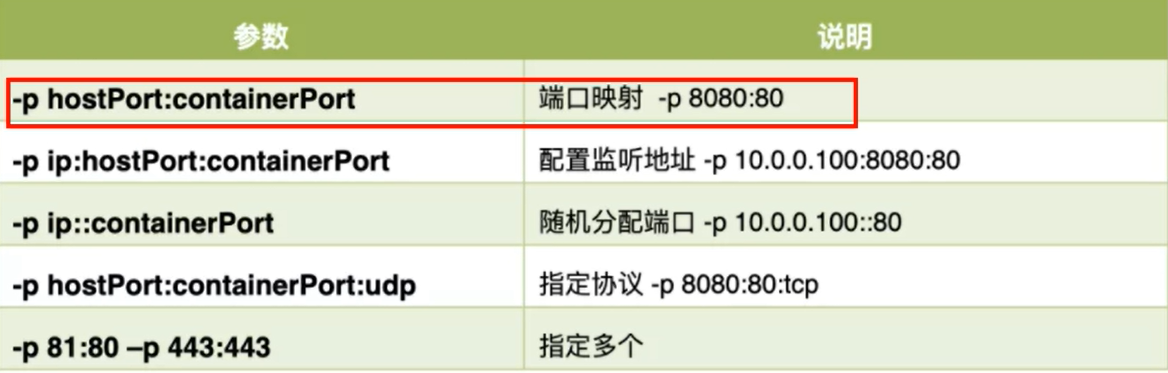 参数 说明
-p hostPort:containerPort 端口映射 -p 8080:80
-p ip:hostPort:containerPort 配置监听地址 -p 10.0.0.100:8080:80
-p ip::containerPort 随机分配端口 -p 10.0.0.100::80
-p hostPort:containerPort:udp 指定协议 -p 8080:80:tcp
-p 81:80 –p 443:443 指定多个